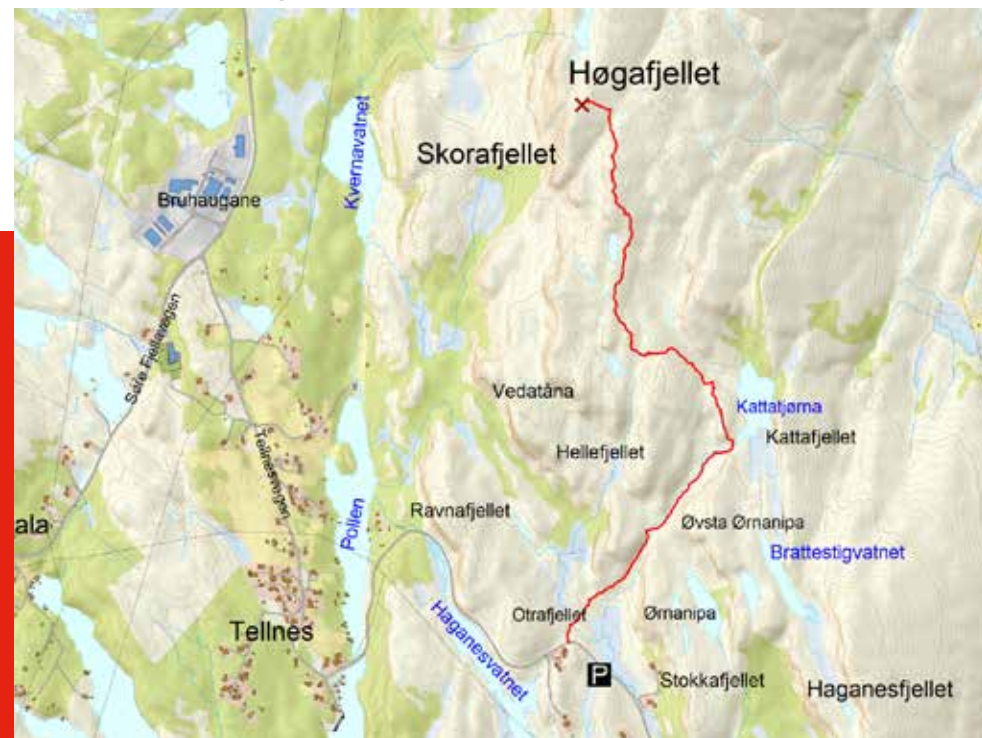 Høgafjellet
Skorafjellet
Kvernavatnet
Bruhaugane
Søre Fjellavegen
Vedatåna
Kattatjørna
Kattafjellet
Hellefjellet
Tellnesvegen
Ravnafjellet
Øvsta Ørnanipa
Pollen
ala
Brattestigvatnet
Haganesvatnet
Otrafjellet
Ørnanipa
Tellnes
P
Stokkafjellet
Haganesfjellet